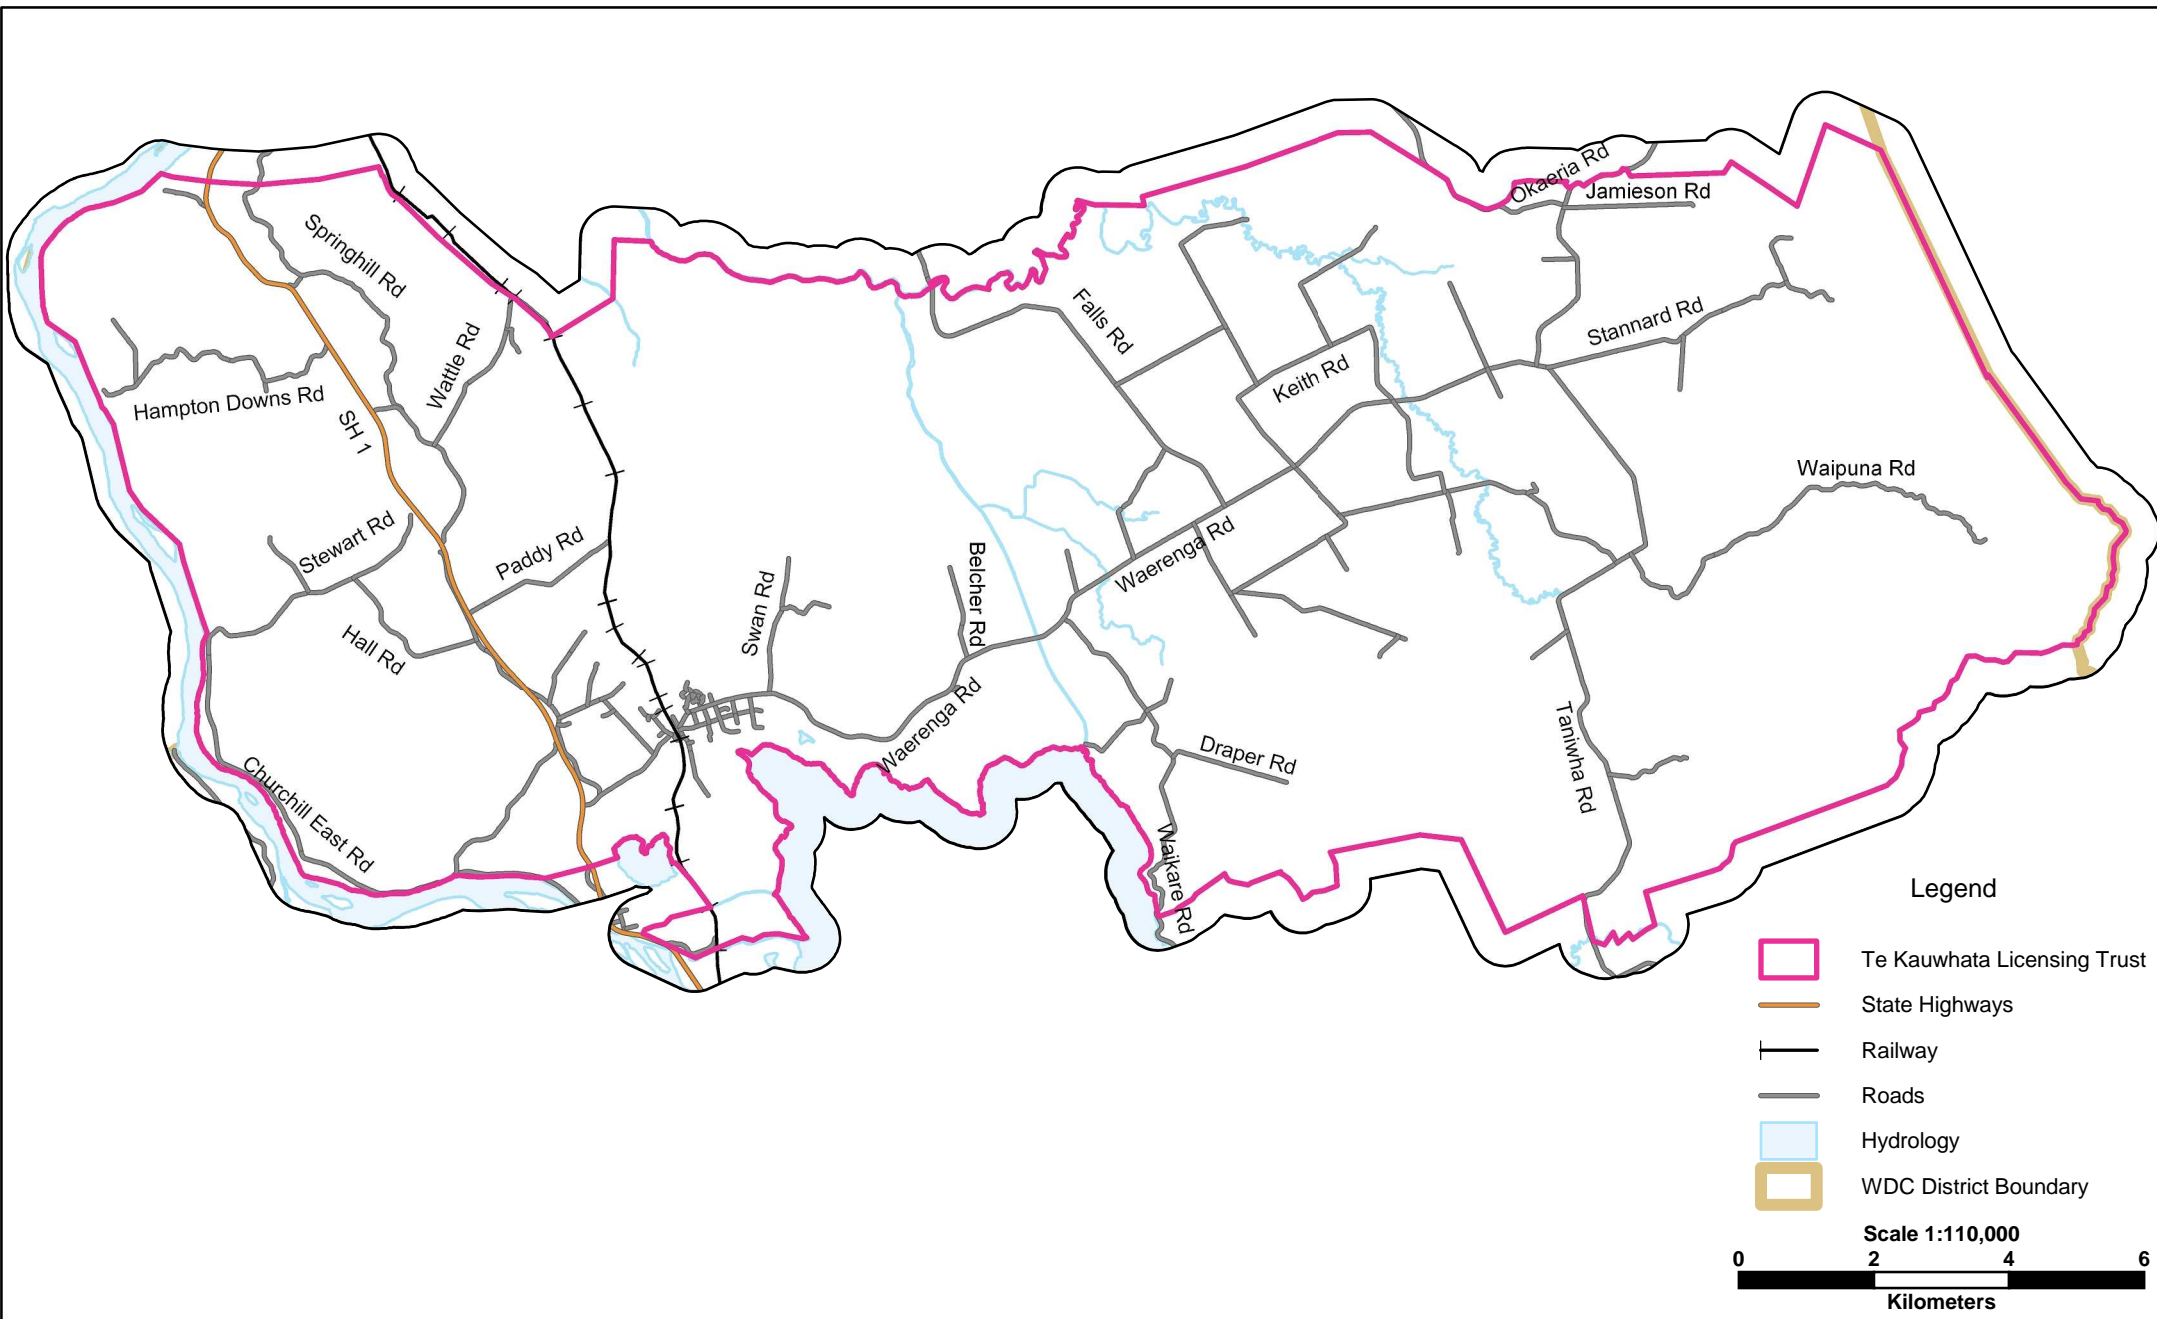 Okaeria Rd
Jamieson Rd
Springhill Rd
Falls Rd
Stannard Rd
Wattle Rd
Keith Rd
Hampton Downs Rd
SH 1
Waipuna Rd
Stewart Rd
Paddy Rd
Waerenga Rd
Belcher Rd
Swan Rd
Hall Rd
Waerenga Rd
Draper Rd
Taniwha Rd
Churchill East Rd
Waikare Rd
Legend
Te Kauwhata Licensing Trust
State Highways
Railway
Roads
Hydrology
WDC District Boundary
Scale 1:110,000
0 2 4 6
Kilometers